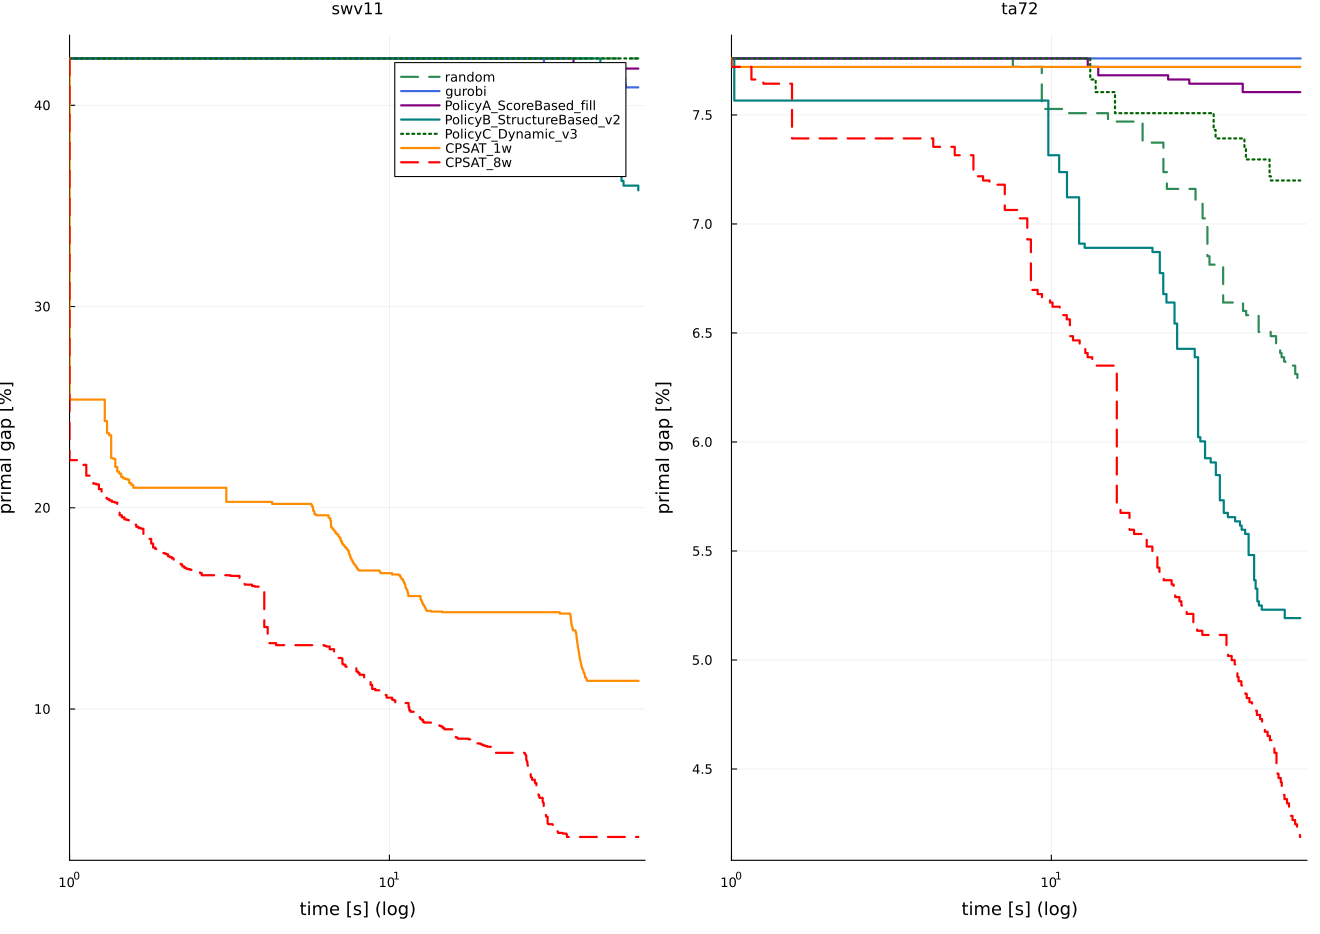 swv11
primal gap [%]
40
30
20
10
random
gurobi
PolicyA_ScoreBased_fill
PolicyB_StructureBased_v2
PolicyC_Dynamic_v3
CPSAT_1w
CPSAT_8w
10⁰
10¹
time [s] (log)
ta72
primal gap [%]
7.5
7.0
6.5
6.0
5.5
5.0
4.5
10⁰
10¹
time [s] (log)